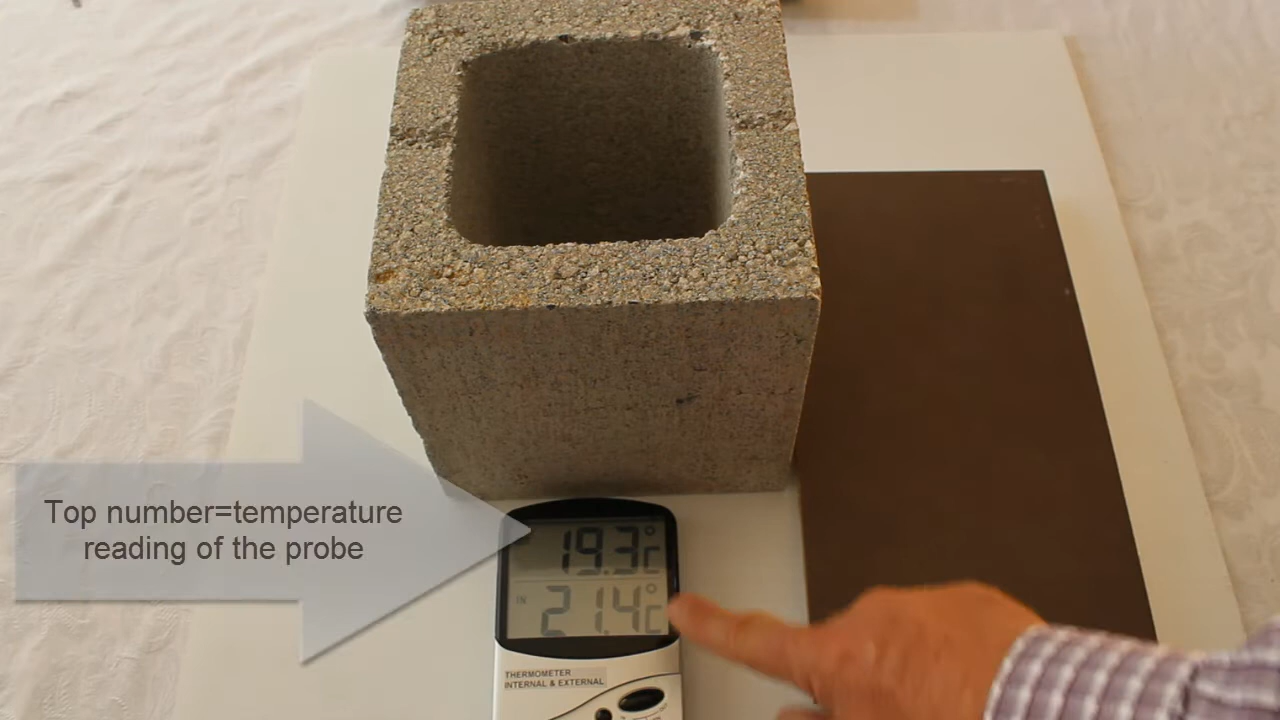 Top number=temperature
reading of the probe
19.3°C
IN 21.4°C
THERMOMETER
INTERNAL & EXTERNAL